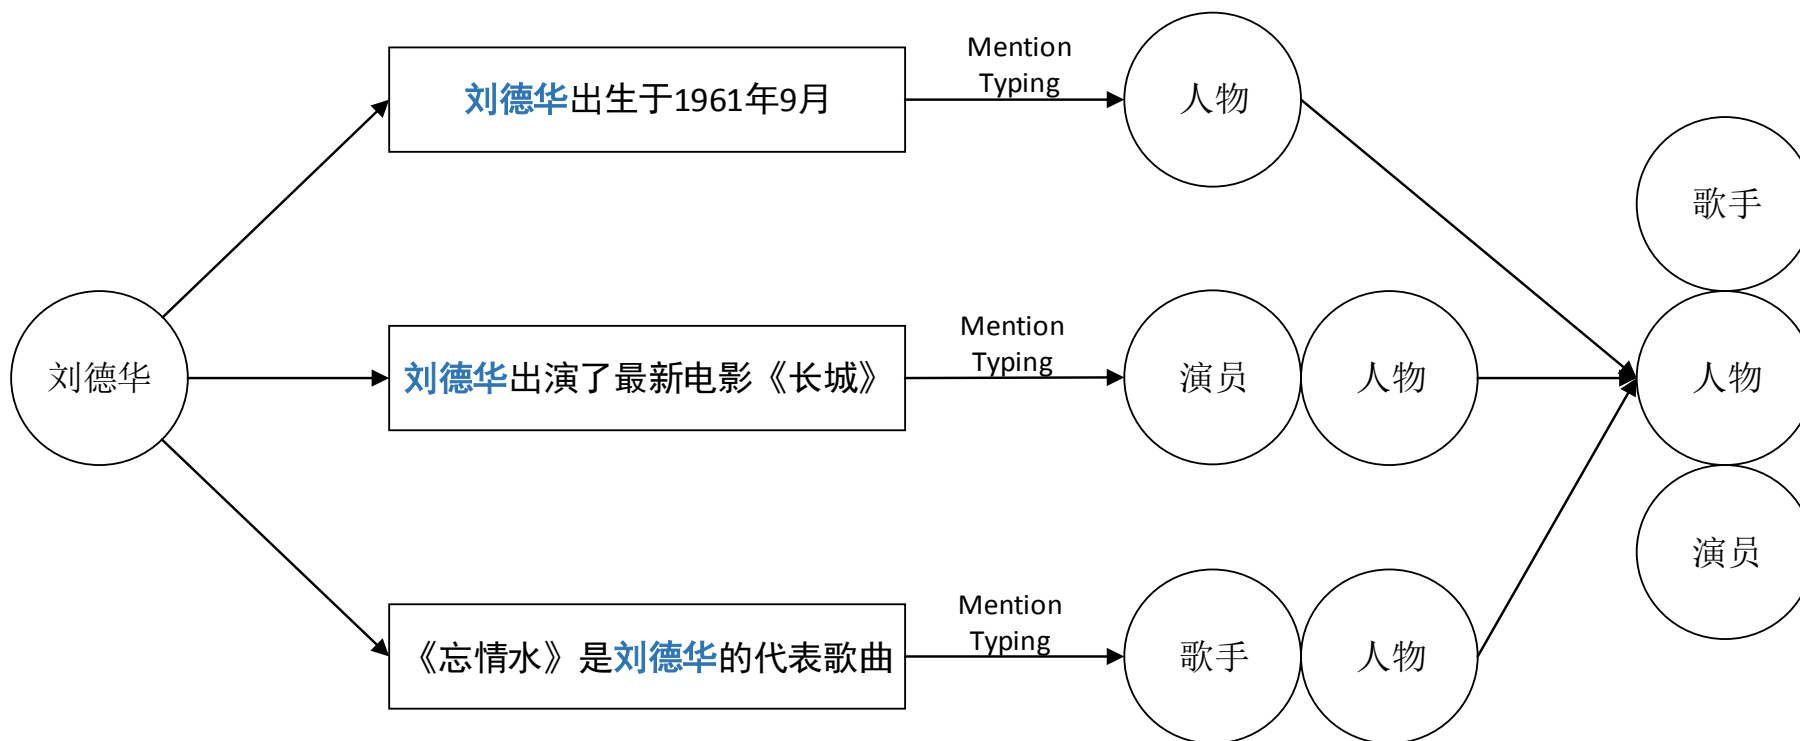 刘德华
刘德华出生于1961年9月
Mention
Typing
人物
刘德华出演了最新电影《长城》
Mention
Typing
演员
人物
《忘情水》是刘德华的代表歌曲
Mention
Typing
歌手
人物
歌手
人物
演员